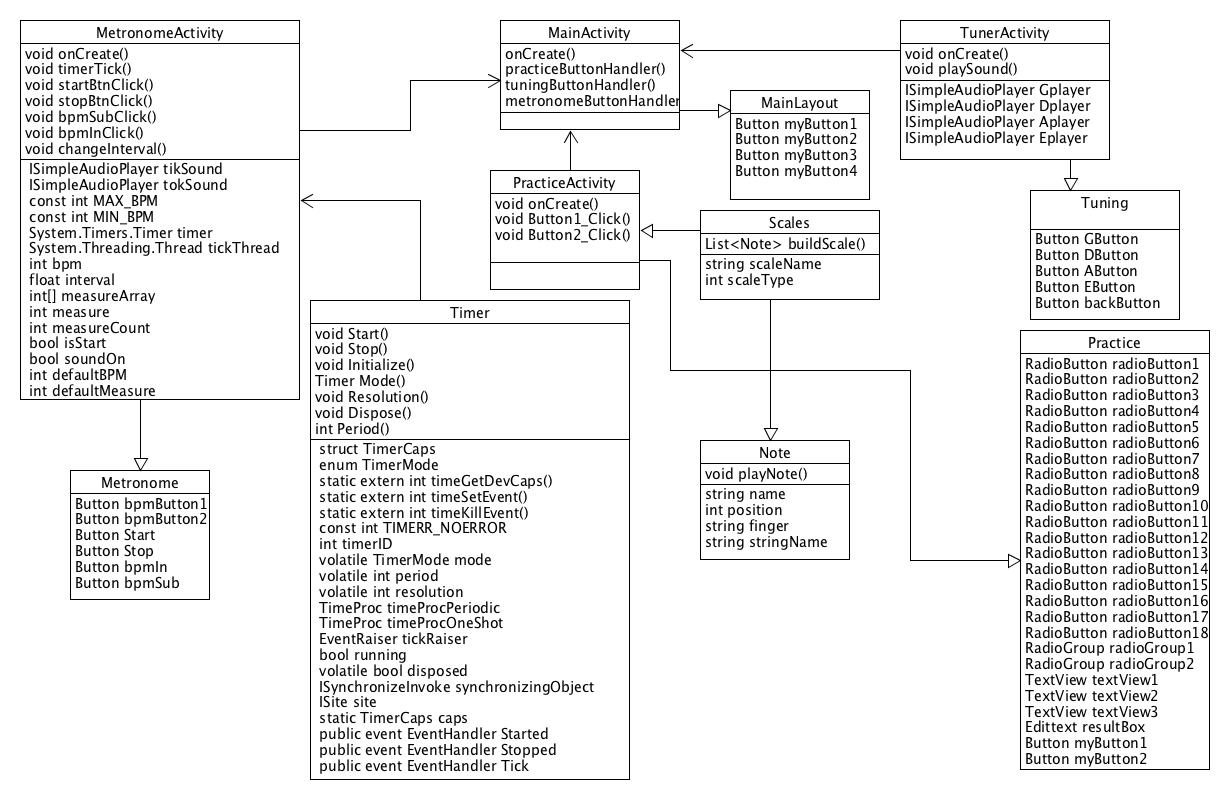 MetronomeActivity
void onCreate()
void timerTick()
void startBtnClick()
void stopBtnClick()
void bpmSubClick()
void bpmInClick()
void changeInterval()
ISimpleAudioPlayer tikSound
ISimpleAudioPlayer tokSound
const int MAX_BPM
const int MIN_BPM
System.Timers.Timer timer
System.Threading.Thread tickThread
int bpm
float interval
int[] measureArray
int measure
int measureCount
bool isStart
bool soundOn
int defaultBPM
int defaultMeasure
MainActivity
onCreate()
practiceButtonHandler()
tuningButtonHandler()
metronomeButtonHandler
MainLayout
Button myButton1
Button myButton2
Button myButton3
Button myButton4
TunerActivity
void onCreate()
void playSound()
ISimpleAudioPlayer Gplayer
ISimpleAudioPlayer Dplayer
ISimpleAudioPlayer Aplayer
ISimpleAudioPlayer Eplayer
PracticeActivity
void onCreate()
void Button1_Click()
void Button2_Click()
Scales
List<Note> buildScale()
string scaleName
int scaleType
Tuning
Button GButton
Button DButton
Button AButton
Button EButton
Button backButton
Timer
void Start()
void Stop()
void Initialize()
Timer Mode()
void Resolution()
void Dispose()
int Period()
struct TimerCaps
enum TimerMode
static extern int timeGetDevCaps()
static extern int timeSetEvent()
static extern int timeKillEvent()
const int TIMERR_NOERROR
int timerID
volatile TimerMode mode
volatile int period
volatile int resolution
TimeProc timeProcPeriodic
TimeProc timeProcOneShot
EventRaiser tickRaiser
bool running
volatile bool disposed
ISynchronizeInvoke synchronizingObject
ISite site
static TimerCaps caps
public event EventHandler Started
public event EventHandler Stopped
public event EventHandler Tick
Metronome
Button bpmButton1
Button bpmButton2
Button Start
Button Stop
Button bpmIn
Button bpmSub
Note
void playNote()
string name
int position
string finger
string stringName
Practice
RadioButton radioButton1
RadioButton radioButton2
RadioButton radioButton3
RadioButton radioButton4
RadioButton radioButton5
RadioButton radioButton6
RadioButton radioButton7
RadioButton radioButton8
RadioButton radioButton9
RadioButton radioButton10
RadioButton radioButton11
RadioButton radioButton12
RadioButton radioButton13
RadioButton radioButton14
RadioButton radioButton15
RadioButton radioButton16
RadioButton radioButton17
RadioButton radioButton18
RadioGroup radioGroup1
RadioGroup radioGroup2
TextView textView1
TextView textView2
TextView textView3
Edittext resultBox
Button myButton1
Button myButton2